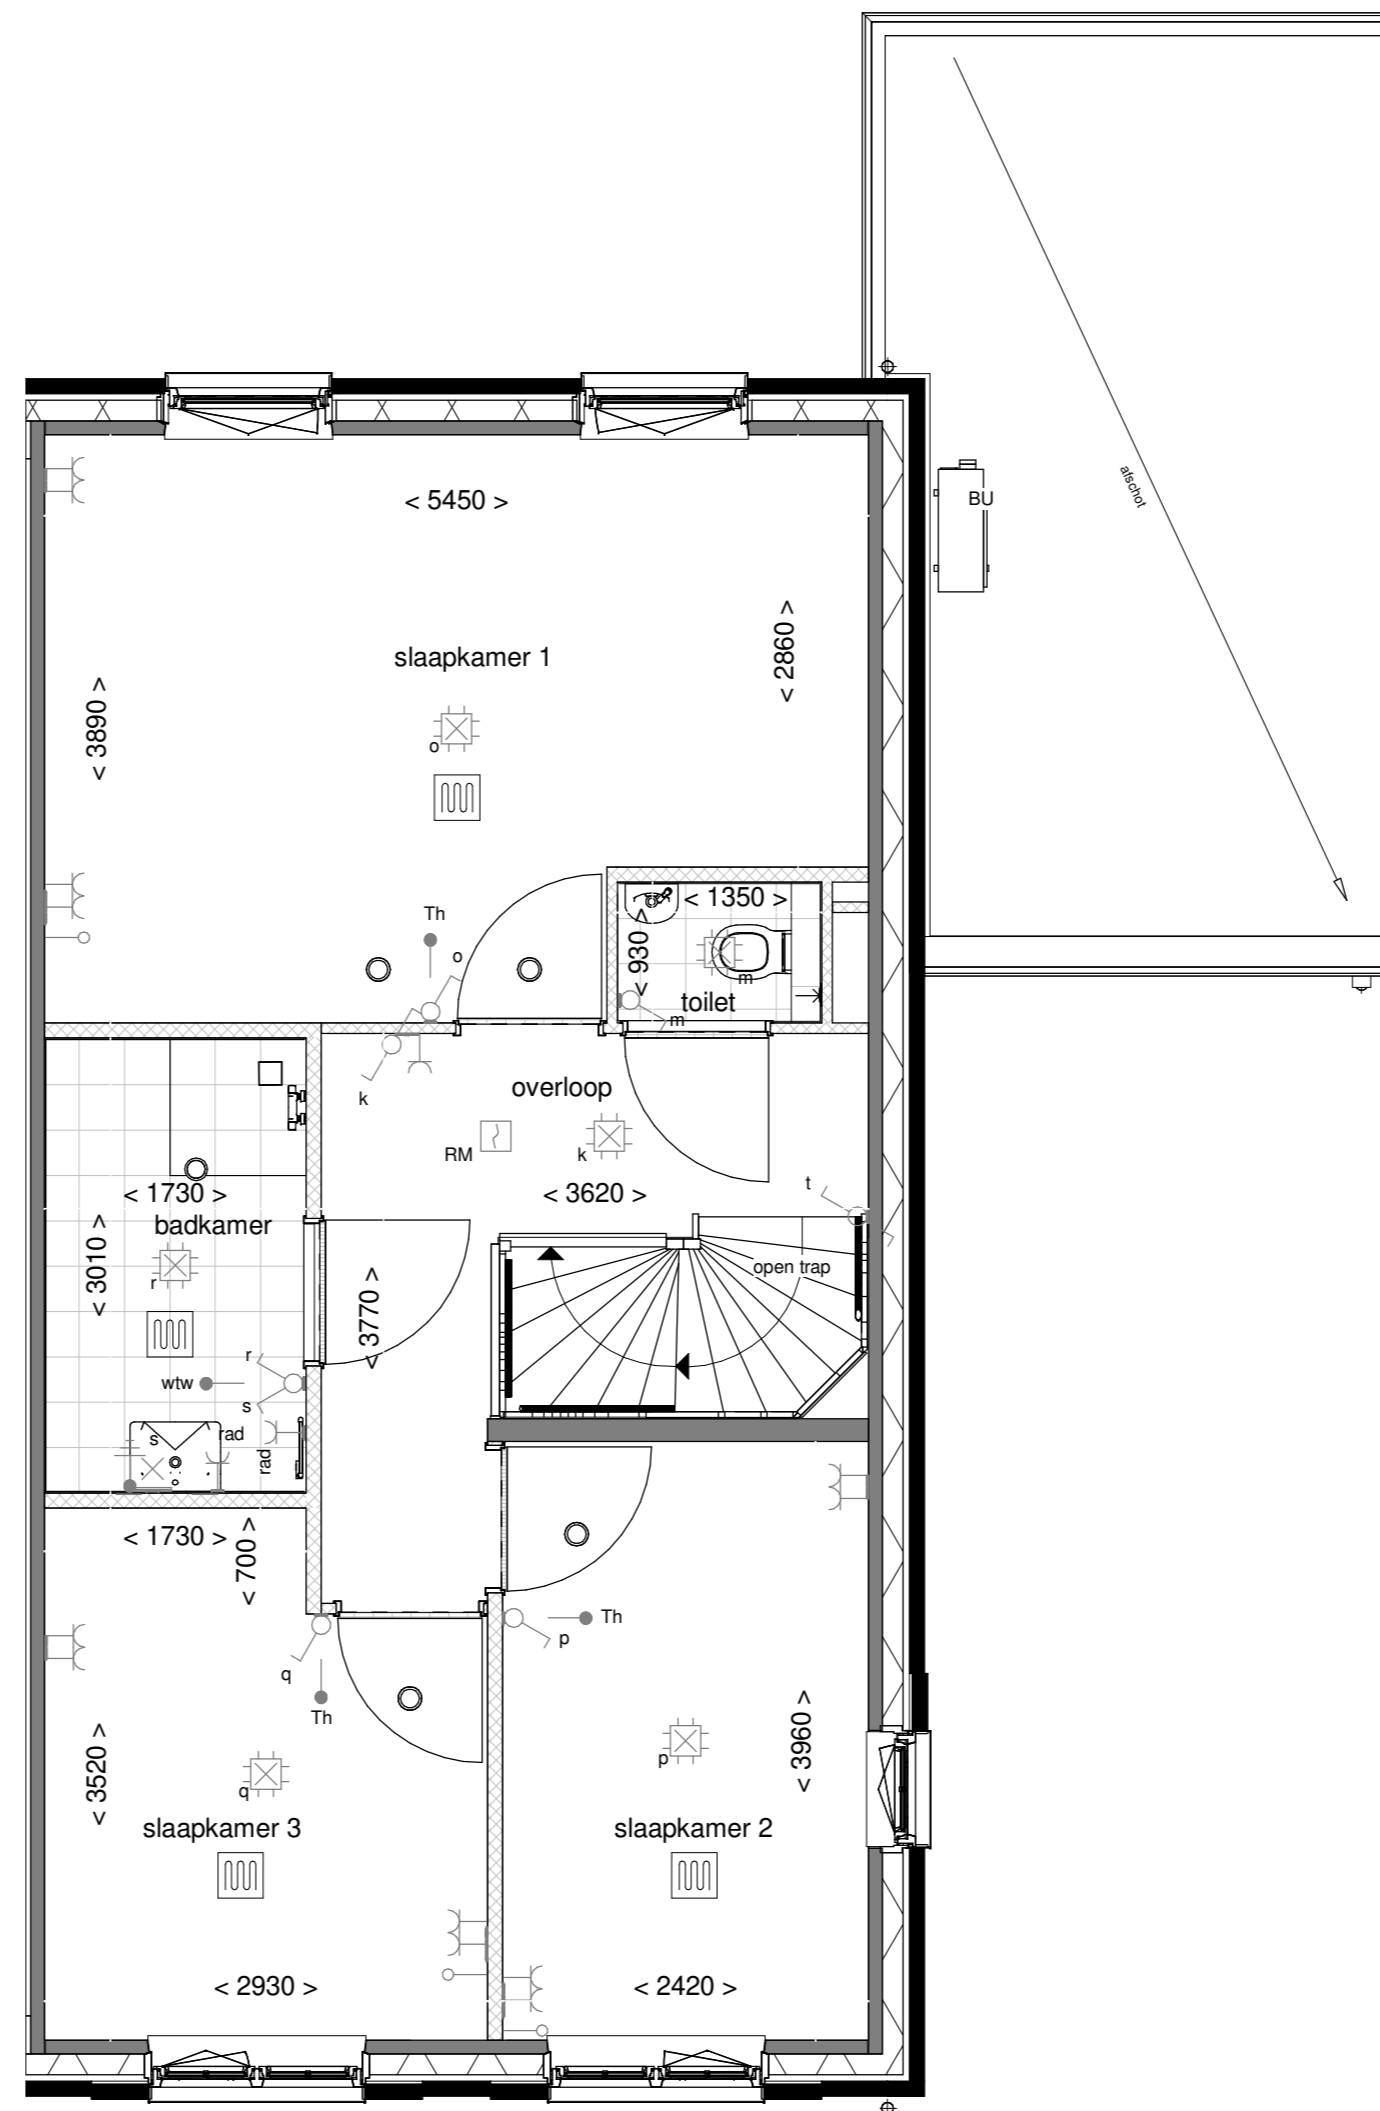 afschot
BU
< 5450 >
slaapkamer 1
< 2860 >
< 3890 >
o
Th
o
< 1350 >
< 930 >
m
toilet
m
k
overloop
RM
k
< 3620 >
t
< 1730 >
badkamer
< 3010 >
r
open trap
< 3770 >
r
wtw
s
s
rad
rad
< 1730 >
< 700 >
Th
p
q
Th
< 3960 >
p
< 3520 >
q
slaapkamer 3
slaapkamer 2
< 2930 >
< 2420 >